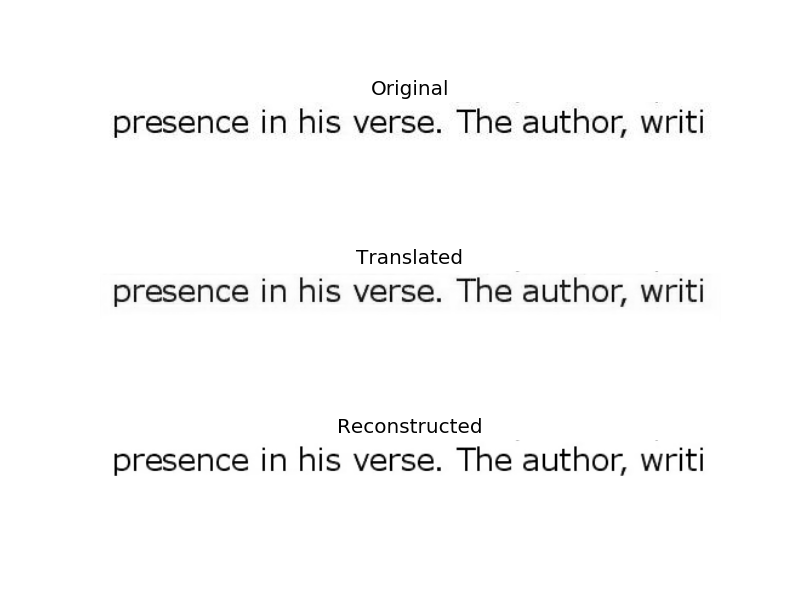 Original
presence in his verse. The author, writi
Translated
presence in his verse. The author, writi
Reconstructed
presence in his verse. The author, writi